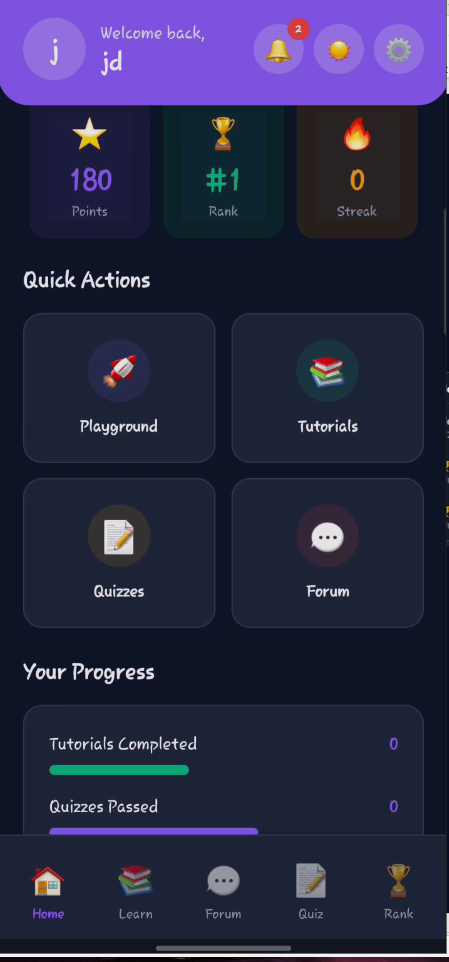 j
Welcome back,
jd
2
180
#1
0
Points
Rank
Streak
Quick Actions
Playground
Tutorials
Quizzes
Forum
Your Progress
Tutorials Completed
0
Quizzes Passed
0
Home
Learn
Forum
Quiz
Rank